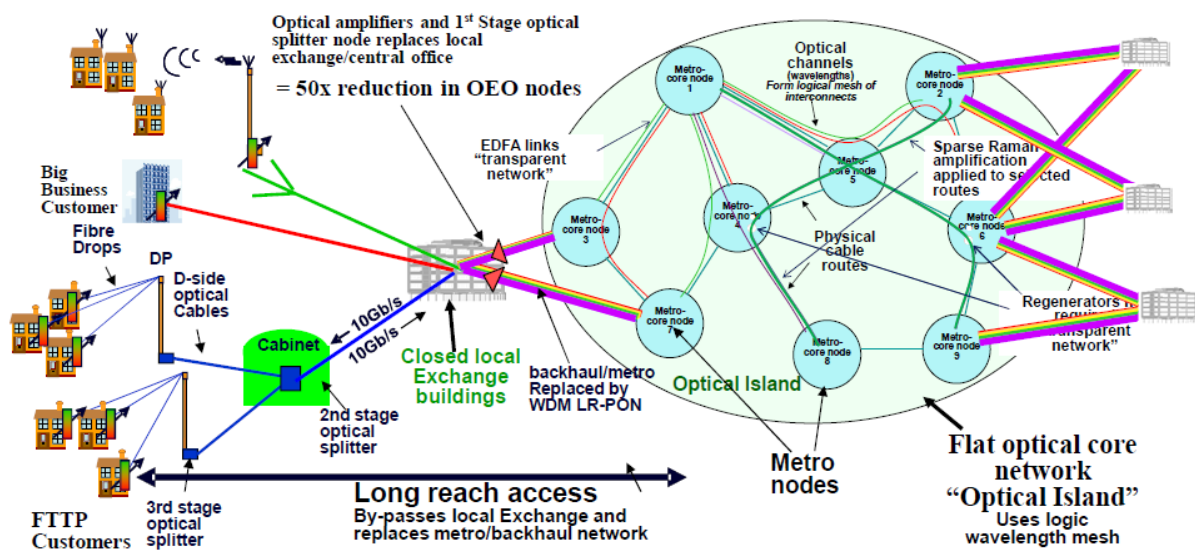 Optical amplifiers and 1st Stage optical
splitter node replaces local
exchange/central office
= 50x reduction in OEO nodes
Big
Business
Customer
Fibre
Drops
DP
D-side
optical
Cables
Cabinet
10Gb/s
10Gb/s
Closed local
Exchange
buildings
2nd stage
optical
splitter
3rd stage
optical
splitter
FTTP
Customers
backhaul/metro
Replaced by
WDM LR-PON
Long reach access
By-passes local Exchange and
replaces metro/backhaul network
EDFA links
“transparent
network”
Optical
channels
(wavelengths)
Form logical mesh of
interconnects
Metro-
core node
1
Metro-
core node
2
Metro-
core node
3
Metro-
core node
4
Metro-
core node
5
Metro-
core node
6
Metro-
core node
7
Metro-
core node
8
Metro-
core node
9
Sparse Raman
amplification
applied to selected
routes
Physical
cable
routes
Regenerators
network”
Optical Island
Metro
nodes
Flat optical core
network
“Optical Island”
Uses logic
wavelength mesh